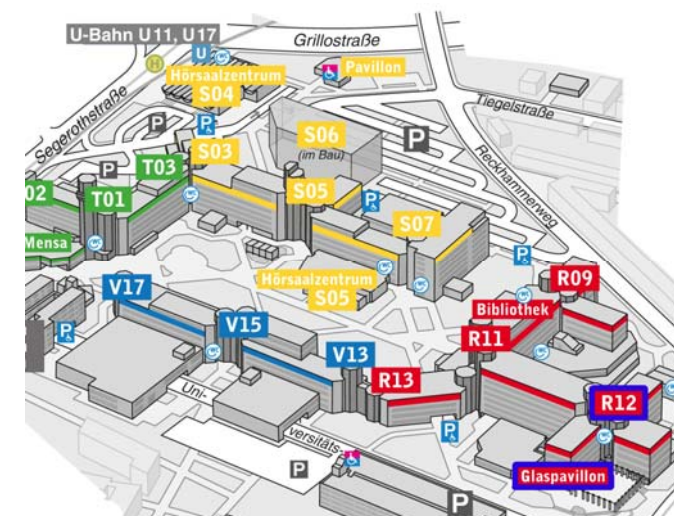 U-Bahn U11, U17
H
U
Grillostraße
Hörsaalzentrum
S04
Pavillon
Segerothstraße
Tiegelstraße
P
P
S06
(im Bau)
P
S03
T03
P
Reckhammerweg
02
T01
S05
P
S07
Mensa
Hörsaalzentrum
S05
P
R09
V17
Bibliothek
P
V15
R11
V13
R13
Uni-
R12
versitäts-
P
P
Glaspavillon
P